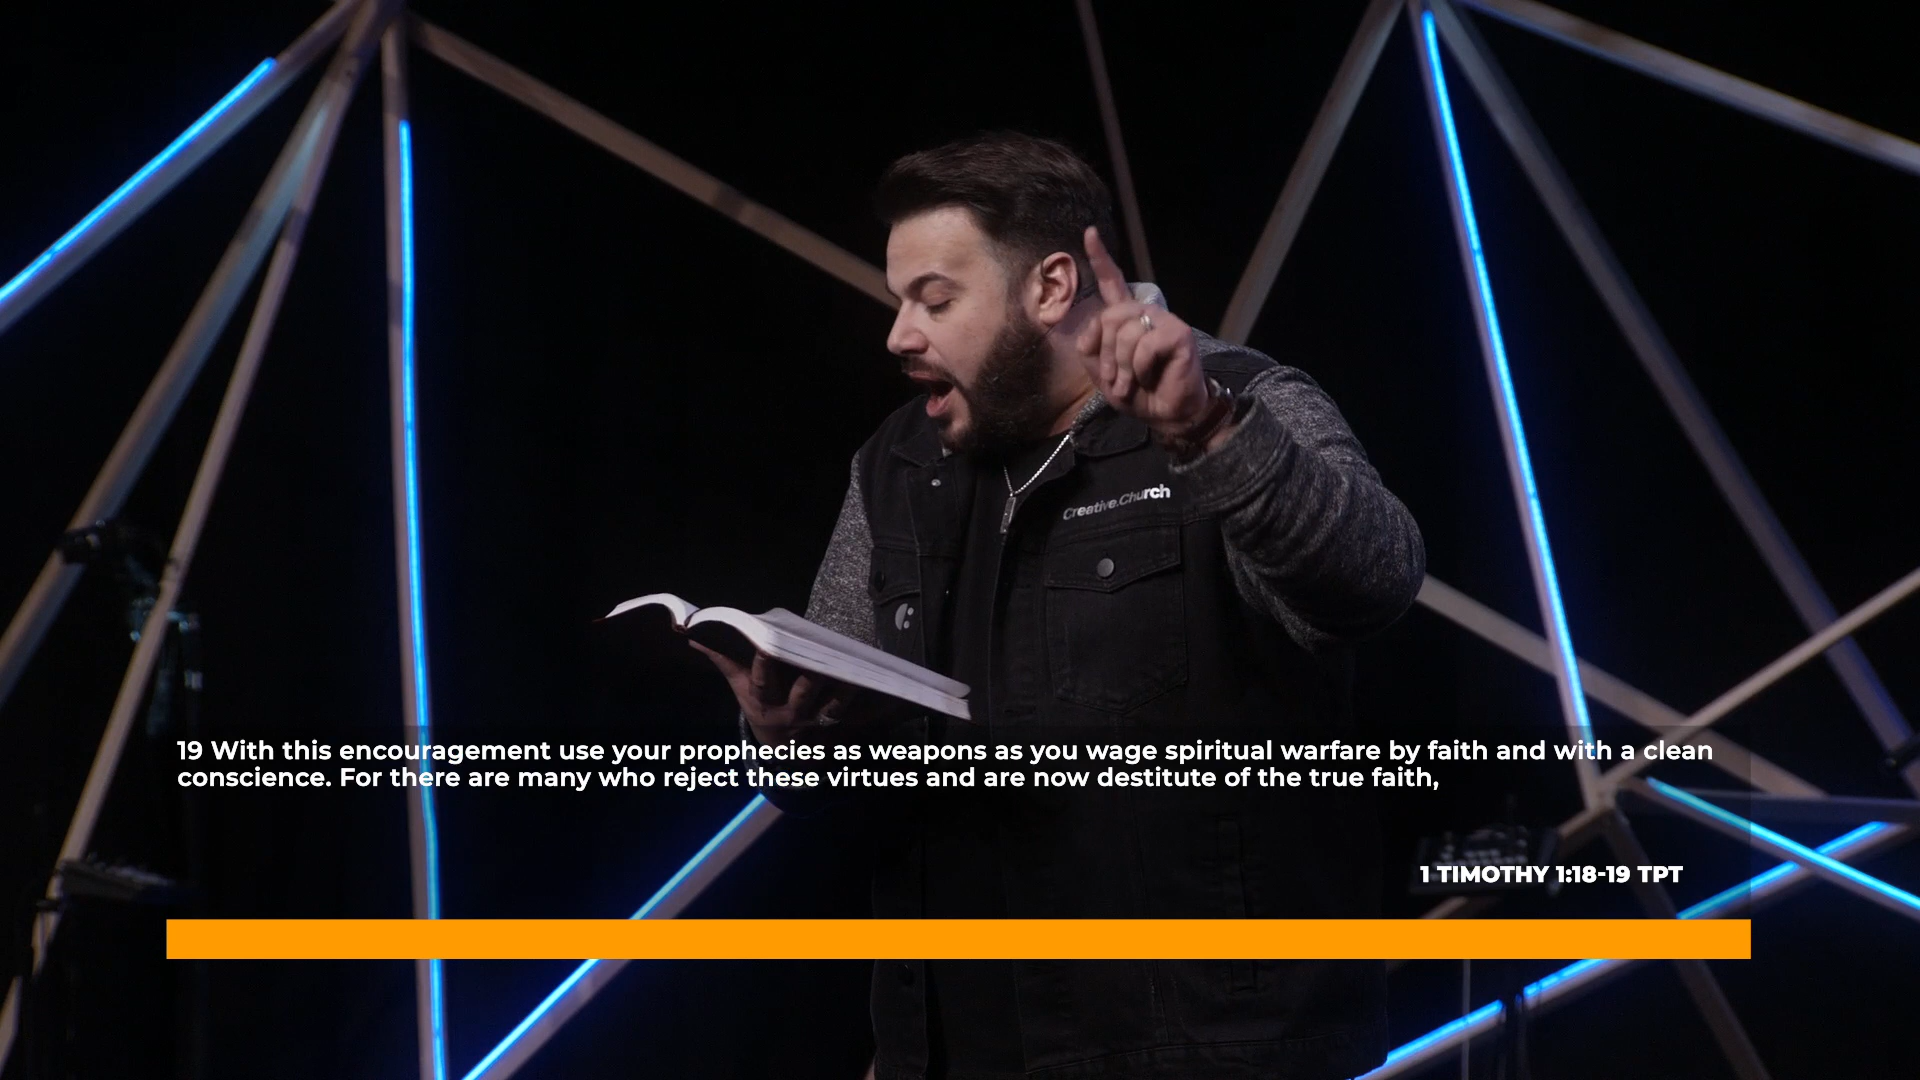 Creative.Church
19 With this encouragement use your prophecies as weapons as you wage spiritual warfare by faith and with a clean
conscience. For there are many who reject these virtues and are now destitute of the true faith,
1 TIMOTHY 1:18-19 TPT